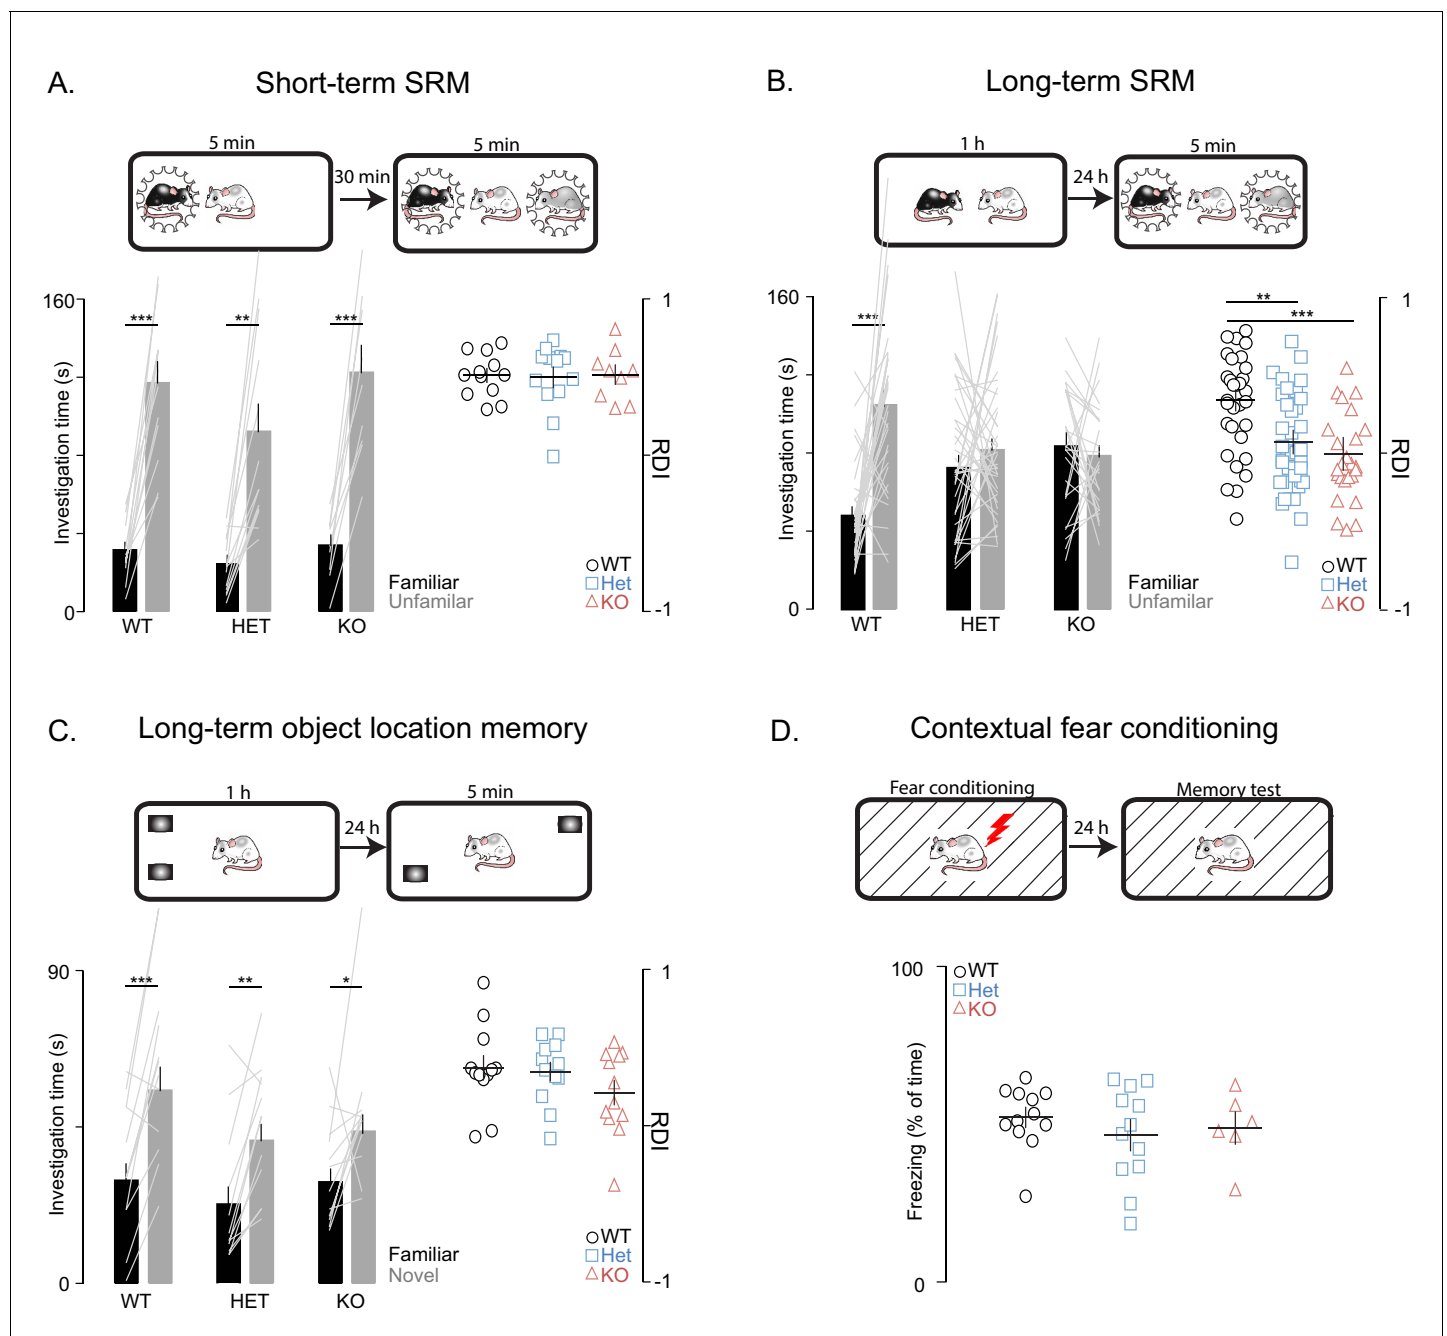 A. Short-term SRM
5 min
30 min
5 min
160
Investigation time (s)
0
***
**
***
WT
HET
KO
Familiar
Unfamilar
1
RDI
-1
WT
Het
KO
B. Long-term SRM
1 h
24 h
5 min
160
Investigation time (s)
0
***
WT
HET
KO
Familiar
Unfamilar
**
***
1
RDI
-1
WT
Het
KO
C. Long-term object location memory
1 h
24 h
5 min
90
Investigation time (s)
0
***
**
*
WT
HET
KO
Familiar
Novel
1
RDI
-1
WT
Het
KO
D. Contextual fear conditioning
Fear conditioning
24 h
Memory test
100
Freezing (% of time)
0
WT
Het
KO